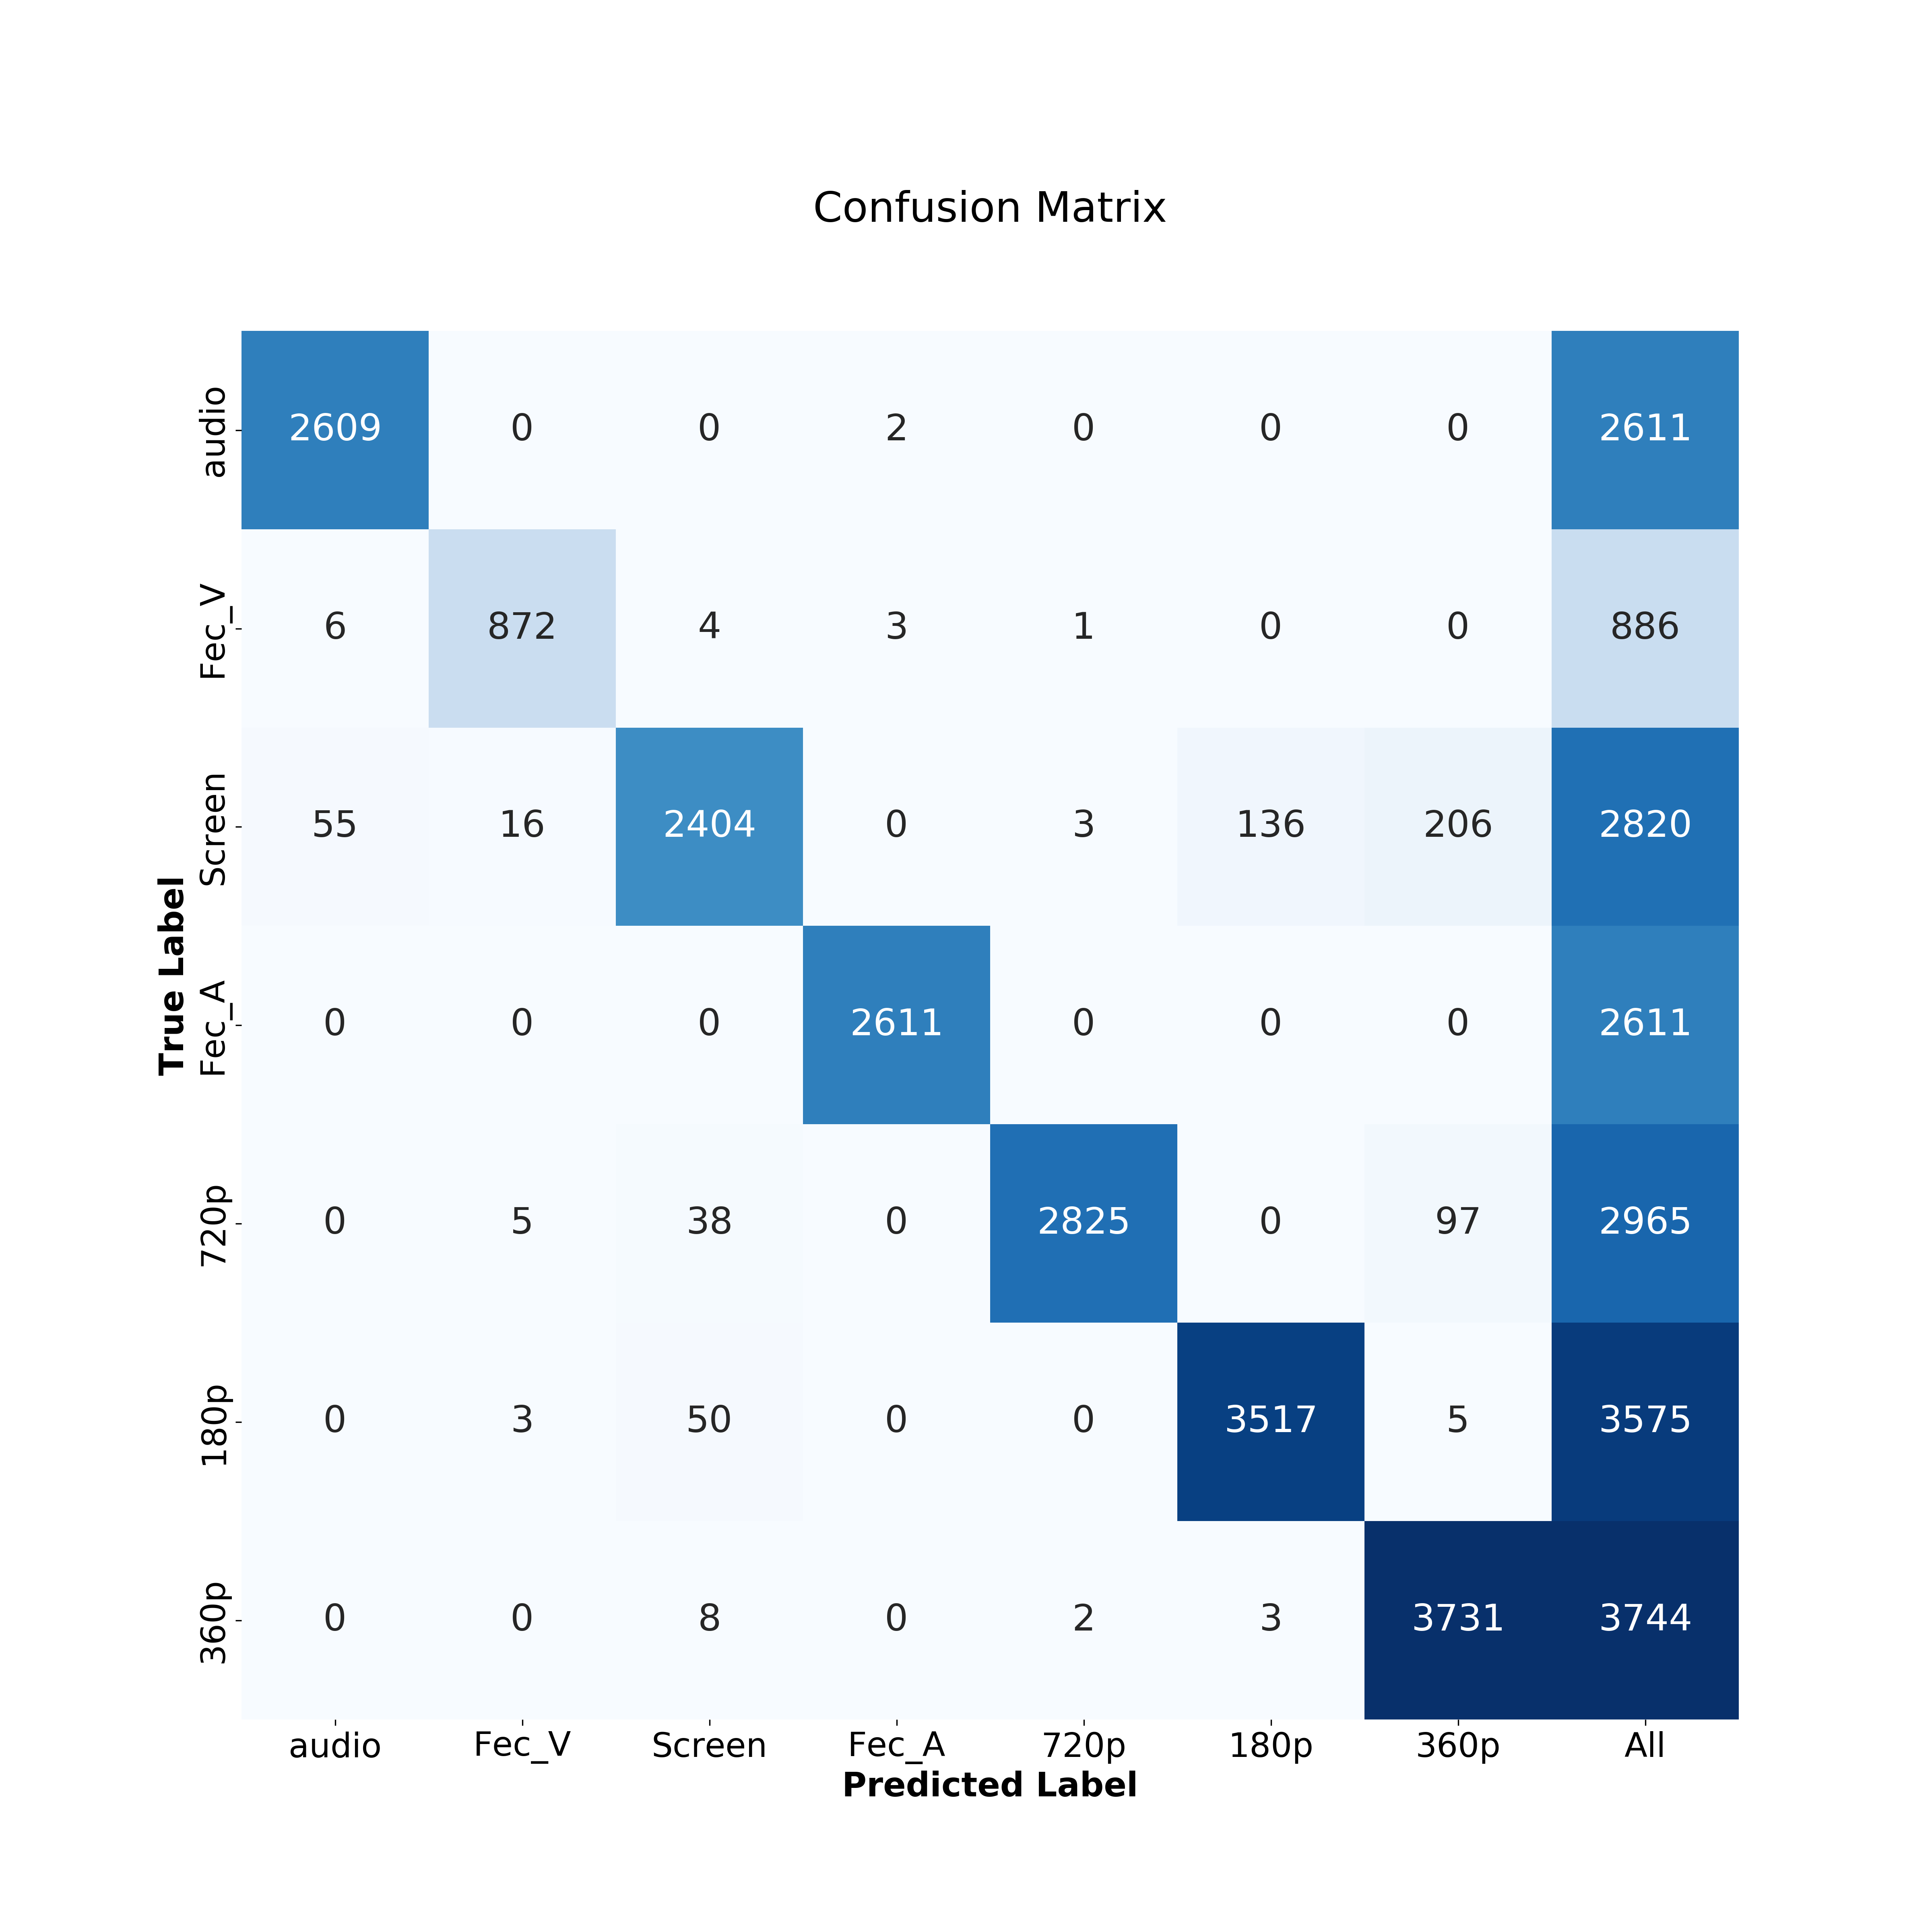 Confusion Matrix
audio 2609 0 0 2 0 0 0 2611
Fec_V 6 872 4 3 1 0 0 886
Screen 55 16 2404 0 3 136 206 2820
Fec_A 0 0 0 2611 0 0 0 2611
720p 0 5 38 0 2825 0 97 2965
180p 0 3 50 0 0 3517 5 3575
360p 0 0 8 0 2 3 3731 3744
True Label
audio Fec_V Screen Fec_A 720p 180p 360p All
Predicted Label